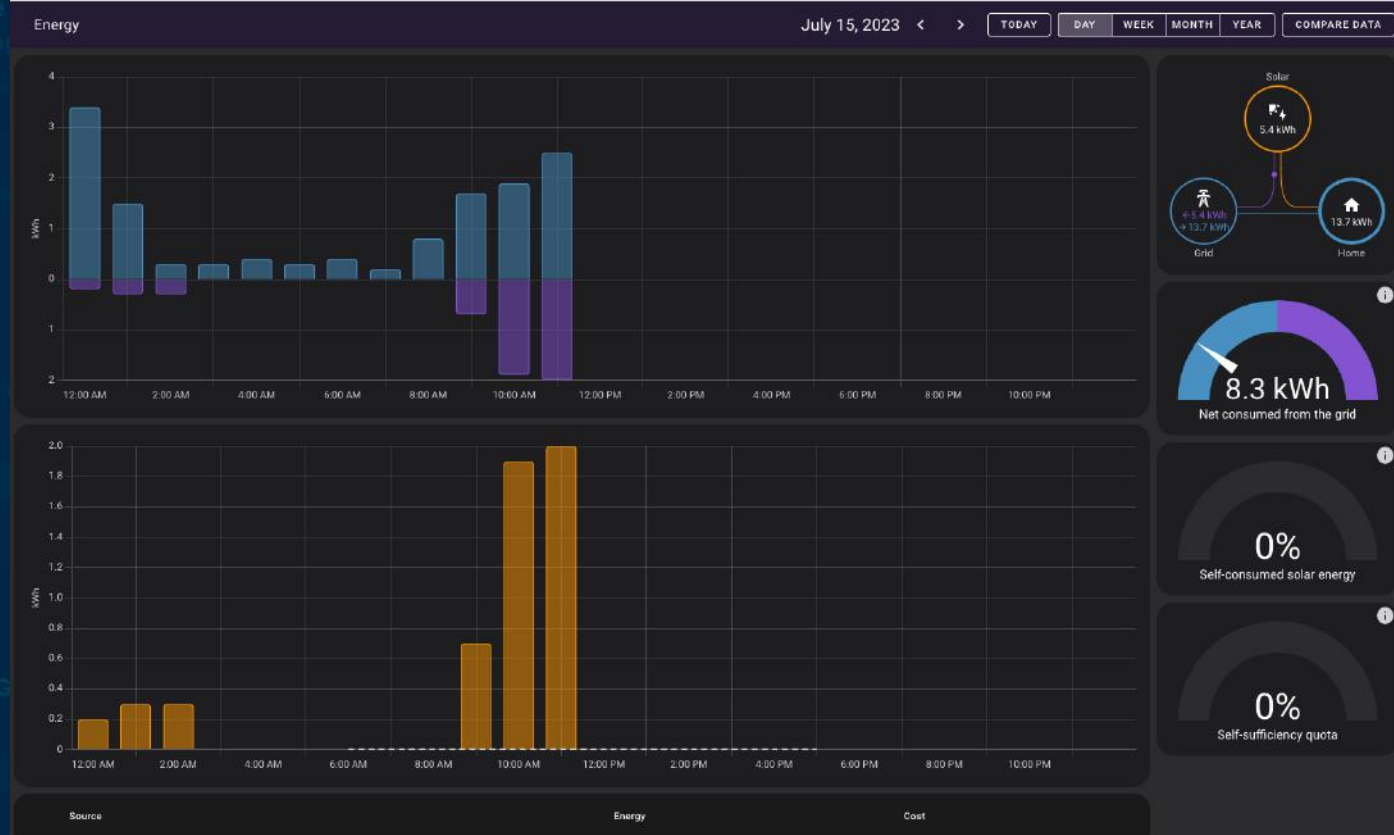 Energy
July 15, 2023 < > TODAY DAY WEEK MONTH YEAR COMPARE DATA
4
3
2
1
0
1
2
kWh
12:00 AM 2:00 AM 4:00 AM 6:00 AM 8:00 AM 10:00 AM 12:00 PM 2:00 PM 4:00 PM 6:00 PM 8:00 PM 10:00 PM
Solar
5.4 kWh
←5.4 kWh
→13.7 kWh
Grid
13.7 kWh
Home
8.3 kWh
Net consumed from the grid
2.0
1.8
1.6
1.4
1.2
1.0
0.8
0.6
0.4
0.2
0
kWh
12:00 AM 2:00 AM 4:00 AM 6:00 AM 8:00 AM 10:00 AM 12:00 PM 2:00 PM 4:00 PM 6:00 PM 8:00 PM 10:00 PM
0%
Self-consumed solar energy
0%
Self-sufficiency quota
Source Energy Cost